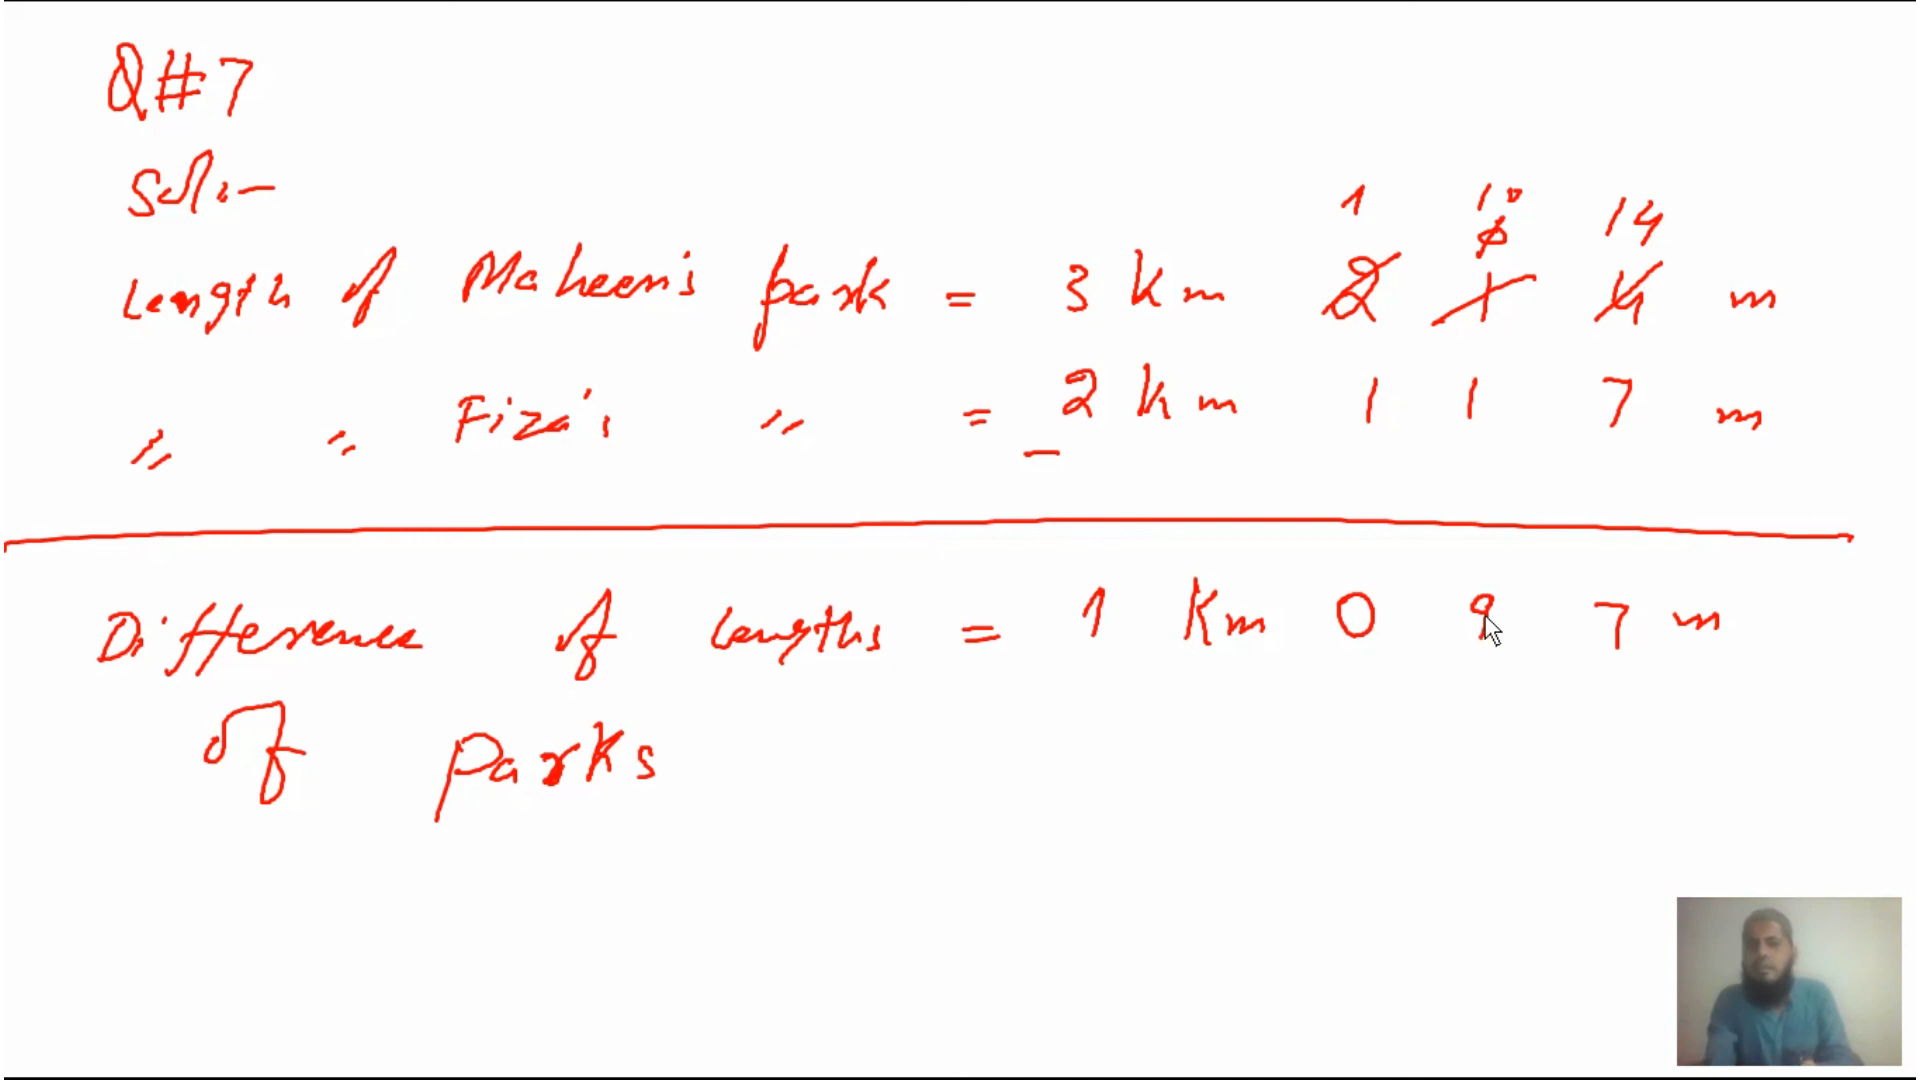 Q#7
Sol:-
1 10 14
0
Length of Maheen's park = 3 km 2 1 4 m
" " Fiza's " = 2 km 1 1 7 m
-
Difference of lengths = 1 Km 0 9 7 m
of Parks